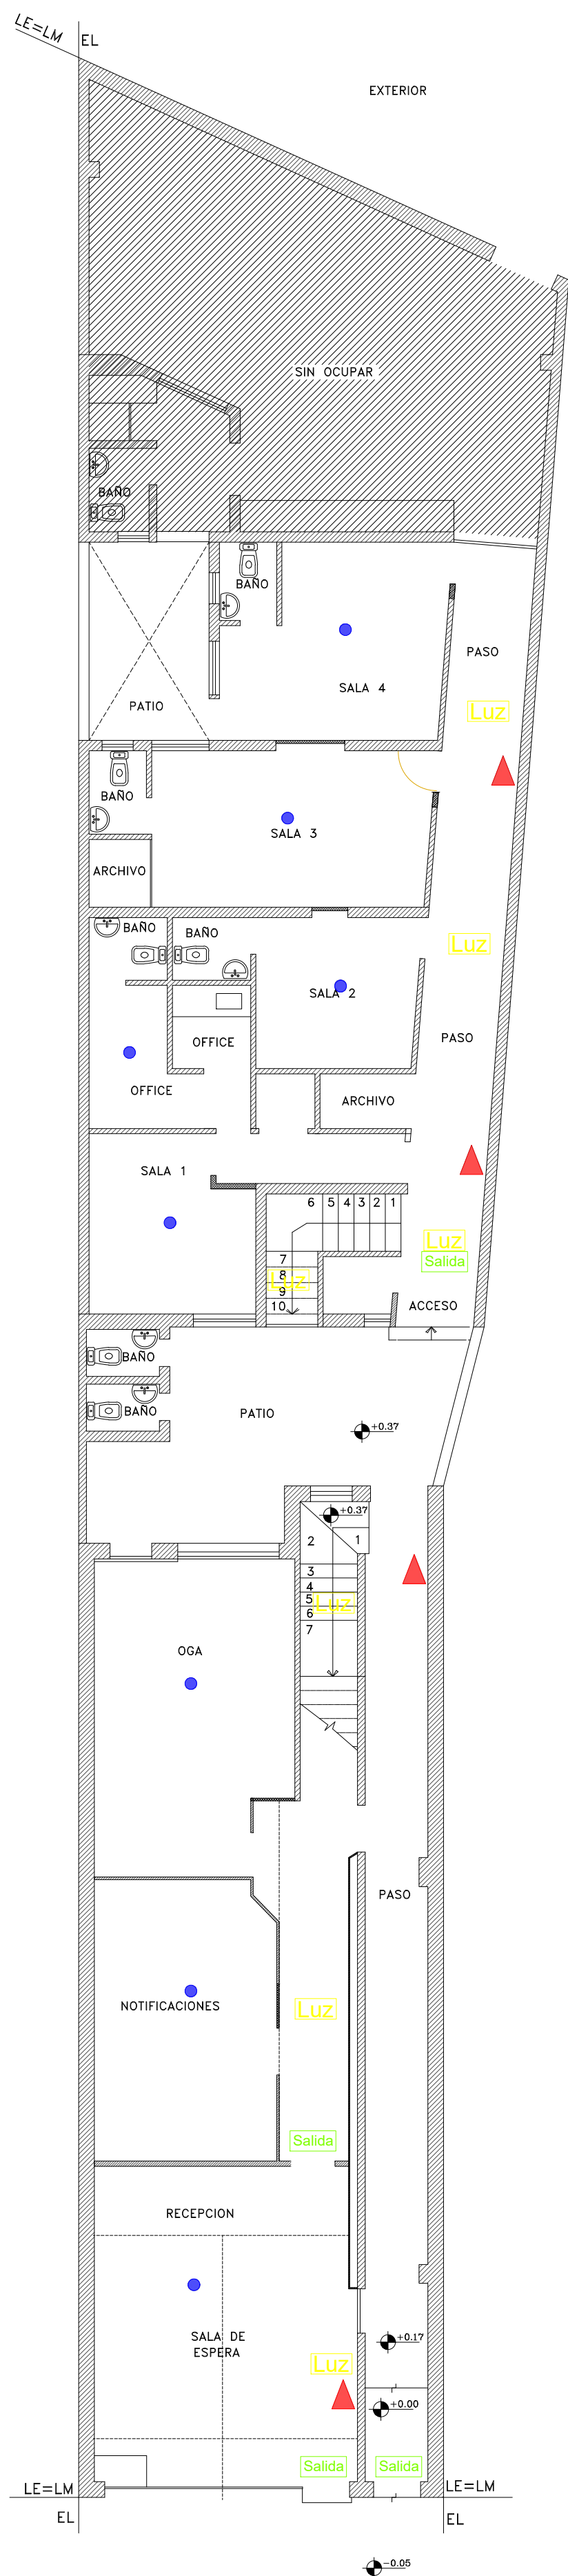 LE=LM
EL
EXTERIOR
SIN OCUPAR
BAÑO
BAÑO
PASO
SALA 4
PATIO
Luz
BAÑO
SALA 3
ARCHIVO
BAÑO
BAÑO
Luz
SALA 2
PASO
OFFICE
OFFICE
ARCHIVO
SALA 1
6 5 4 3 2 1
Luz
Salida
7
8
Luz
9
10
ACCESO
BAÑO
BAÑO
PATIO
+0.37
+0.37
2 1
3
4
5
Luz
6
7
OGA
PASO
NOTIFICACIONES
Luz
Salida
RECEPCION
SALA DE
ESPERA
+0.17
Luz
+0.00
Salida
Salida
LE=LM
LE=LM
EL
EL
-0.05